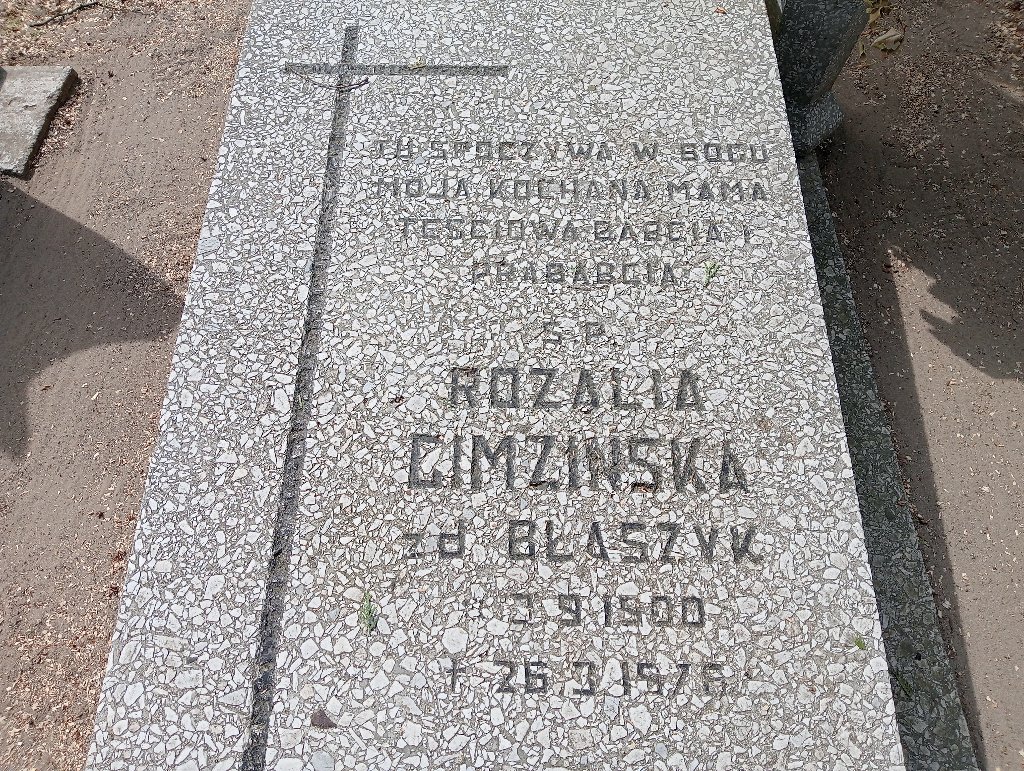 TU SPOCZYWA W BOGU
MOJA KOCHANA MAMA
TEŚCIOWA BABCIA I
PRABABCIA
Ś.P.
ROZALIA
CIMZIŃSKA
zd BŁASZYK
* 3.9.1900
† 26.3.1976.